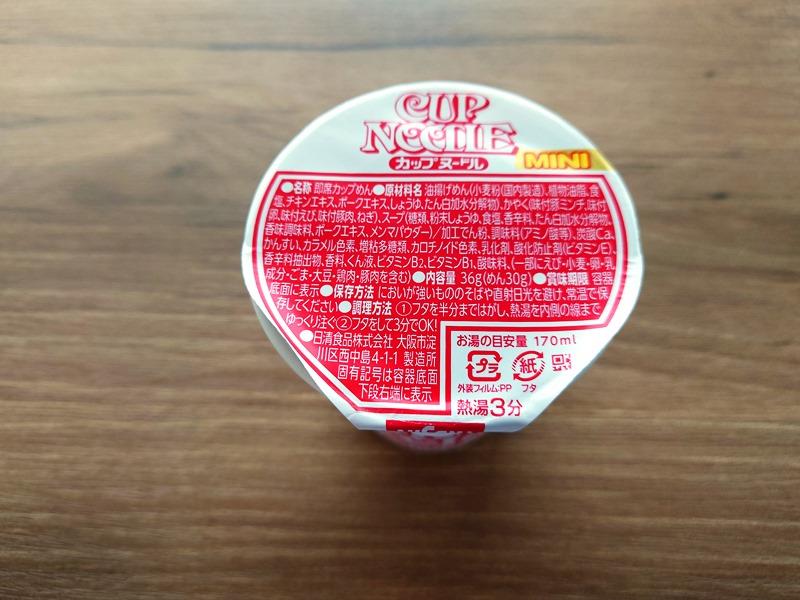 CUP
NOODLE
カップヌードル
MINI
●名称 即席カップめん●原材料名 油揚げめん(小麦粉(国内製造)、植物油脂、食
塩、チキンエキス、ポークエキス、しょうゆ、たん白加水分解物)、かやく(味付豚ミンチ、味付
卵、味付えび、味付豚肉、ねぎ)、スープ(糖類、粉末しょうゆ、食塩、香辛料、たん白加水分解物、
香味調味料、ポークエキス、メンマパウダー)/加工でん粉、調味料(アミノ酸等)、炭酸Ca、
かんすい、カラメル色素、増粘多糖類、カロチノイド色素、乳化剤、酸化防止剤(ビタミンE)、
香辛料抽出物、香料、くん液、ビタミンB₂、ビタミンB₁、酸味料、(一部にえび・小麦・卵・乳
成分・ごま・大豆・鶏肉・豚肉を含む)●内容量 36g(めん30g)●賞味期限 容器
底面に表示●保存方法 においが強いもののそばや直射日光を避け、常温で保
存してください●調理方法 ①フタを半分まではがし、熱湯を内側の線まで
ゆっくり注ぐ②フタをして3分でOK!
●日清食品株式会社 大阪市淀
川区西中島4-1-1 製造所
固有記号は容器底面
下段右端に表示
お湯の目安量 170ml
プラ 紙
外装フィルム:PP フタ
熱湯3分